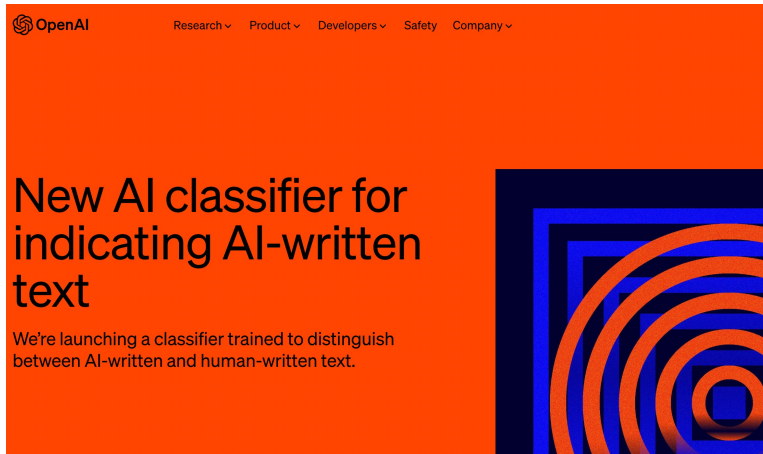 OpenAI
Research
Product
Developers
Safety
Company
New AI classifier for
indicating AI-written
text
We're launching a classifier trained to distinguish
between AI-written and human-written text.